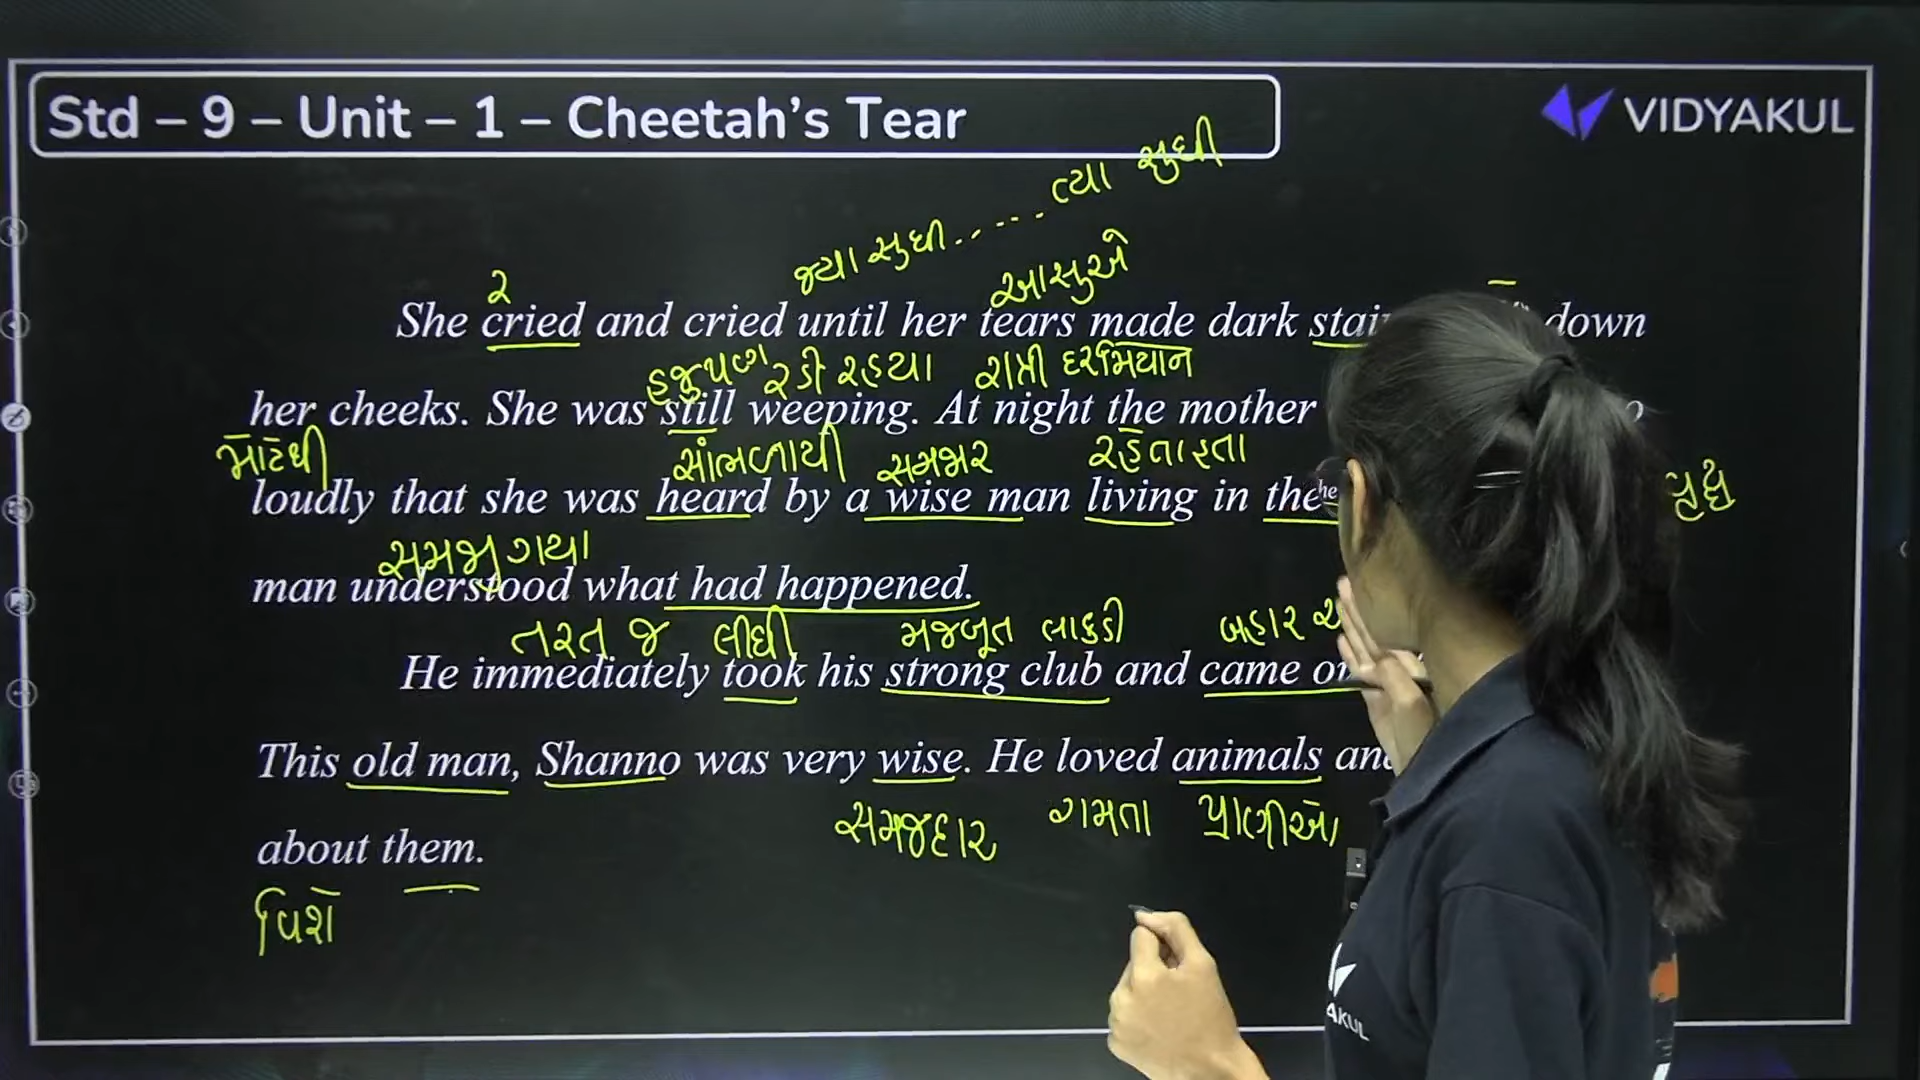 Std – 9 – Unit – 1 – Cheetah's Tear
VIDYAKUL
ત્યા સુધી
જ્યા સુધી.....
આસુએ
ર
She cried and cried until her tears made dark down
હજુપણ રડી રહયા રાત્રી દરમિયાન
her cheeks. She was still weeping. At night the mother
મોટેથી સાંભળાયી સમજાર રહેતાહતા
loudly that she was heard by a wise man living in the
વૃધ્ધ
સમજી ગયા
man understood what had happened.
તરત જ લીધી મજબૂત લાકડી બહાર
He immediately took his strong club and came
This old man, Shanno was very wise. He loved animals
સમજદાર ગમતા પ્રાણીઓ
about them.
વિશે